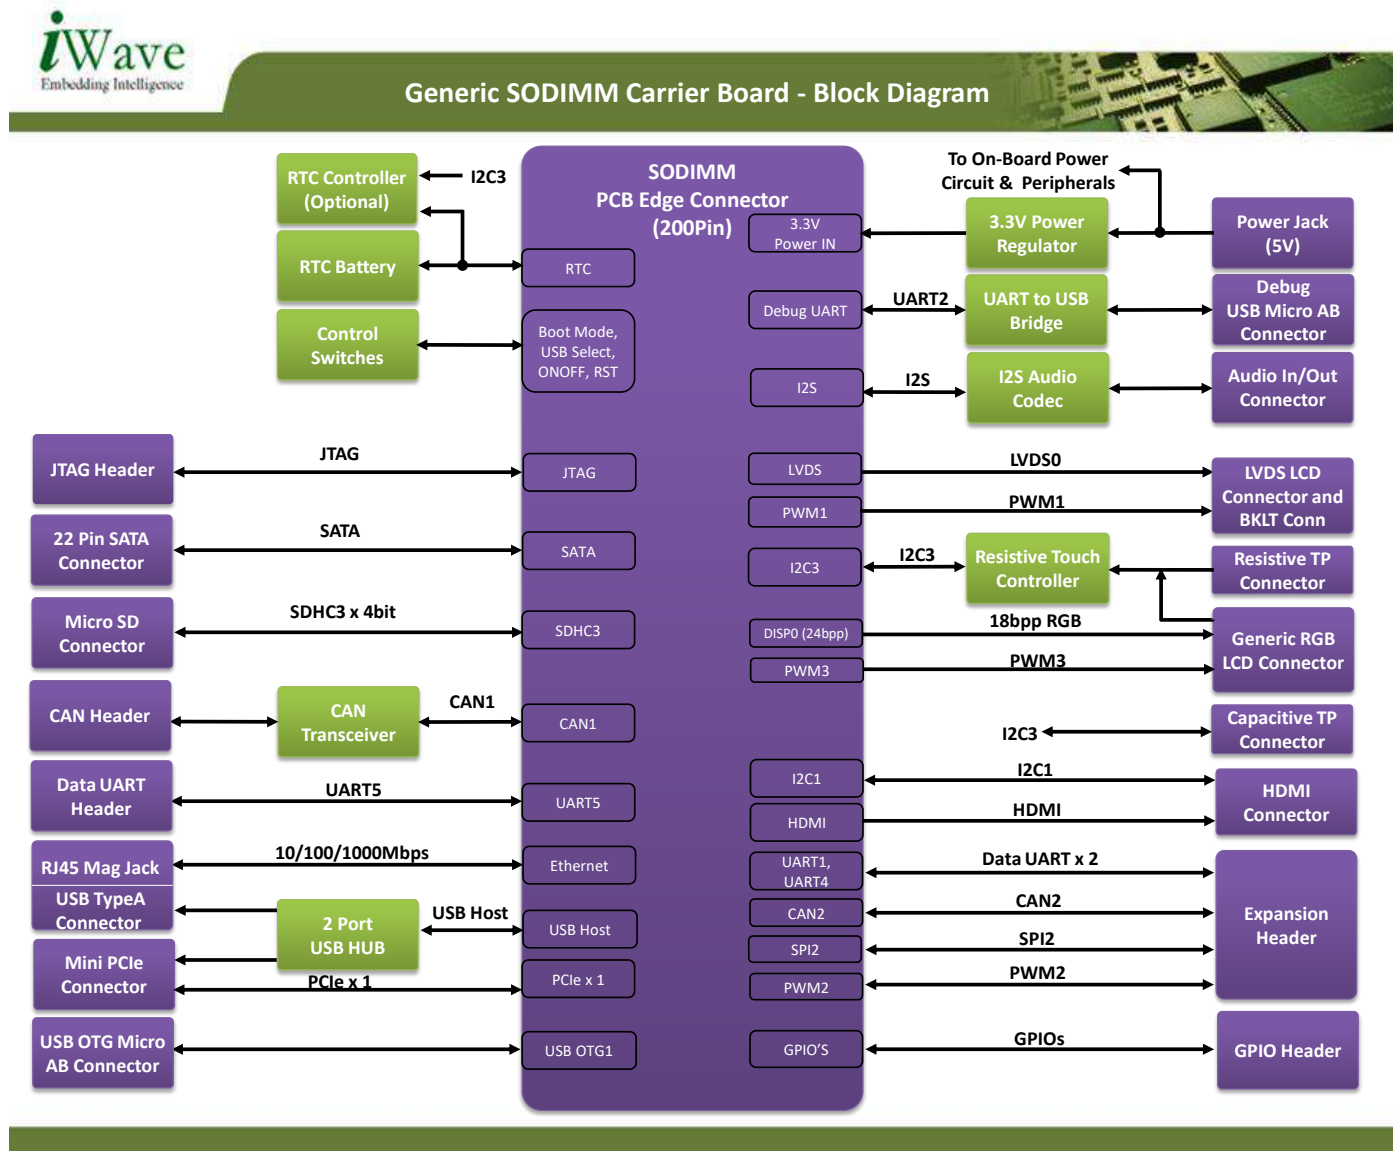 iWave
Embedding Intelligence
Generic SODIMM Carrier Board - Block Diagram
RTC Controller
(Optional)
I2C3
RTC Battery
Control
Switches
SODIMM
PCB Edge Connector
(200Pin)
RTC
Boot Mode,
USB Select,
ONOFF, RST
3.3V
Power IN
To On-Board Power
Circuit & Peripherals
3.3V Power
Regulator
Power Jack
(5V)
Debug UART
UART2
UART to USB
Bridge
Debug
USB Micro AB
Connector
I2S
I2S
I2S Audio
Codec
Audio In/Out
Connector
JTAG Header
JTAG
JTAG
LVDS
LVDS0
LVDS LCD
Connector and
BKLT Conn
PWM1
PWM1
22 Pin SATA
Connector
SATA
SATA
I2C3
I2C3
Resistive Touch
Controller
Resistive TP
Connector
Micro SD
Connector
SDHC3 x 4bit
SDHC3
DISP0 (24bpp)
18bpp RGB
Generic RGB
LCD Connector
PWM3
PWM3
CAN Header
CAN
Transceiver
CAN1
CAN1
I2C3
Capacitive TP
Connector
Data UART
Header
UART5
UART5
I2C1
I2C1
HDMI
Connector
HDMI
HDMI
RJ45 Mag Jack
10/100/1000Mbps
Ethernet
UART1,
UART4
Data UART x 2
Expansion
Header
USB TypeA
Connector
2 Port
USB HUB
USB Host
USB Host
CAN2
CAN2
SPI2
SPI2
Mini PCIe
Connector
PCIe x 1
PCIe x 1
PWM2
PWM2
USB OTG Micro
AB Connector
USB OTG1
GPIO'S
GPIOs
GPIO Header